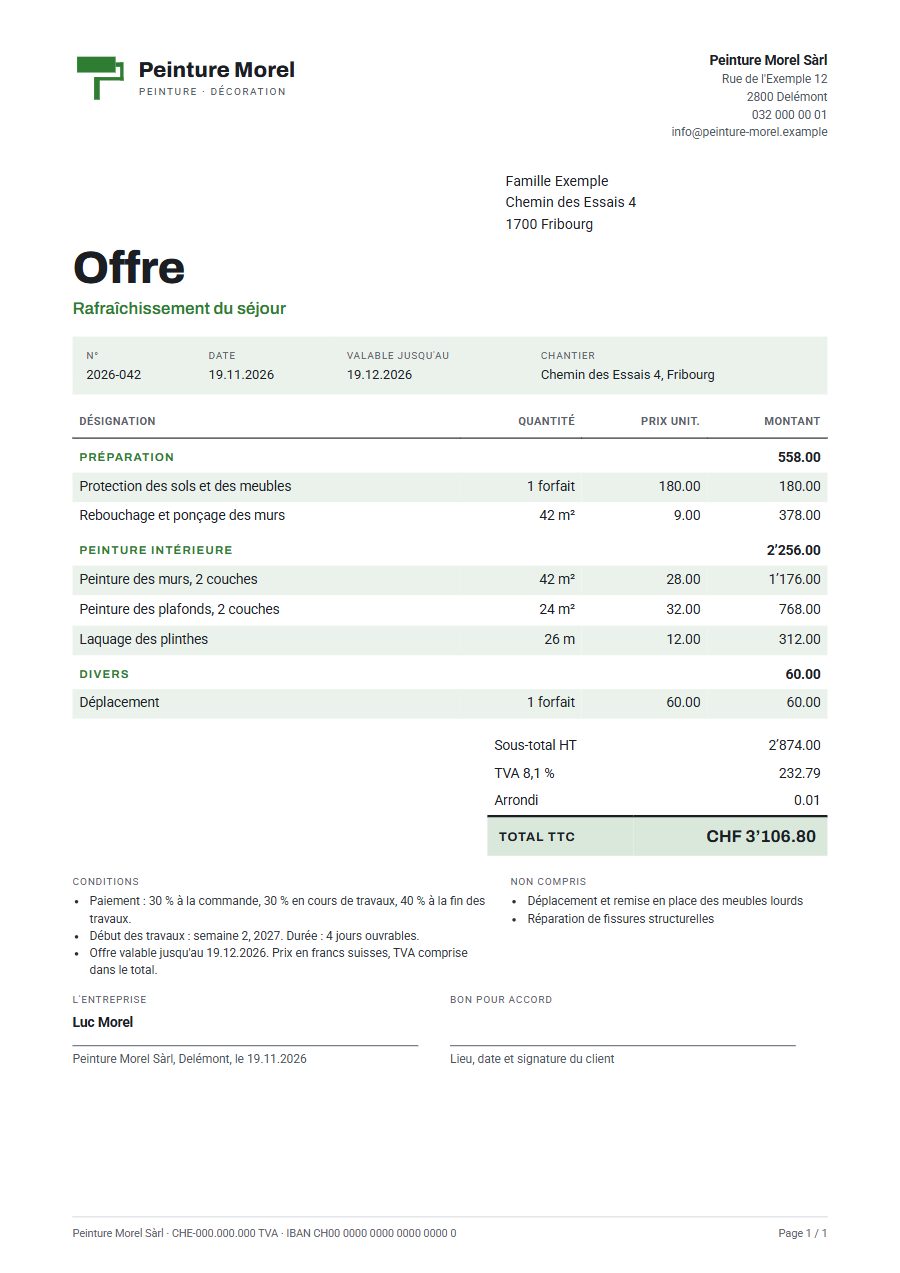 Peinture Morel
PEINTURE · DÉCORATION
Peinture Morel Sàrl
Rue de l'Exemple 12
2800 Delémont
032 000 00 01
info@peinture-morel.example
Famille Exemple
Chemin des Essais 4
1700 Fribourg
Offre
Rafraîchissement du séjour
N° DATE VALABLE JUSQU'AU CHANTIER
2026-042 19.11.2026 19.12.2026 Chemin des Essais 4, Fribourg
DÉSIGNATION QUANTITÉ PRIX UNIT. MONTANT
PRÉPARATION 558.00
Protection des sols et des meubles 1 forfait 180.00 180.00
Rebouchage et ponçage des murs 42 m² 9.00 378.00
PEINTURE INTÉRIEURE 2’256.00
Peinture des murs, 2 couches 42 m² 28.00 1’176.00
Peinture des plafonds, 2 couches 24 m² 32.00 768.00
Laquage des plinthes 26 m 12.00 312.00
DIVERS 60.00
Déplacement 1 forfait 60.00 60.00
Sous-total HT 2’874.00
TVA 8,1 % 232.79
Arrondi 0.01
TOTAL TTC CHF 3’106.80
CONDITIONS
• Paiement : 30 % à la commande, 30 % en cours de travaux, 40 % à la fin des
travaux.
• Début des travaux : semaine 2, 2027. Durée : 4 jours ouvrables.
• Offre valable jusqu'au 19.12.2026. Prix en francs suisses, TVA comprise
dans le total.
NON COMPRIS
• Déplacement et remise en place des meubles lourds
• Réparation de fissures structurelles
L'ENTREPRISE
Luc Morel
Peinture Morel Sàrl, Delémont, le 19.11.2026
BON POUR ACCORD
Lieu, date et signature du client
Peinture Morel Sàrl · CHE-000.000.000 TVA · IBAN CH00 0000 0000 0000 0000 0 Page 1 / 1